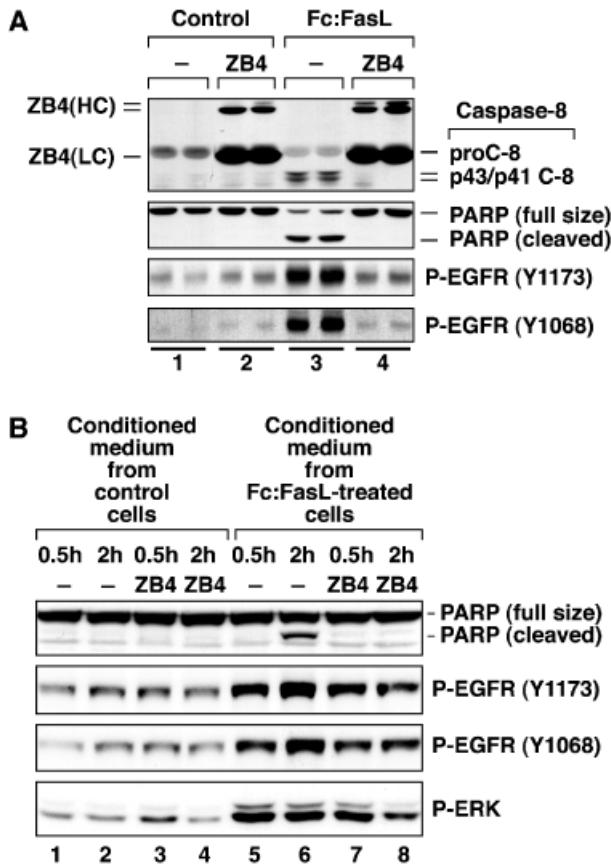 A
Control Fc:FasL
– ZB4 – ZB4
ZB4(HC)
Caspase-8
ZB4(LC)
proC-8
p43/p41 C-8
PARP (full size)
PARP (cleaved)
P-EGFR (Y1173)
P-EGFR (Y1068)
1 2 3 4
B
Conditioned medium from control cells
Conditioned medium from Fc:FasL-treated cells
0.5h 2h 0.5h 2h 0.5h 2h 0.5h 2h
– – ZB4 ZB4 – – ZB4 ZB4
PARP (full size)
PARP (cleaved)
P-EGFR (Y1173)
P-EGFR (Y1068)
P-ERK
1 2 3 4 5 6 7 8